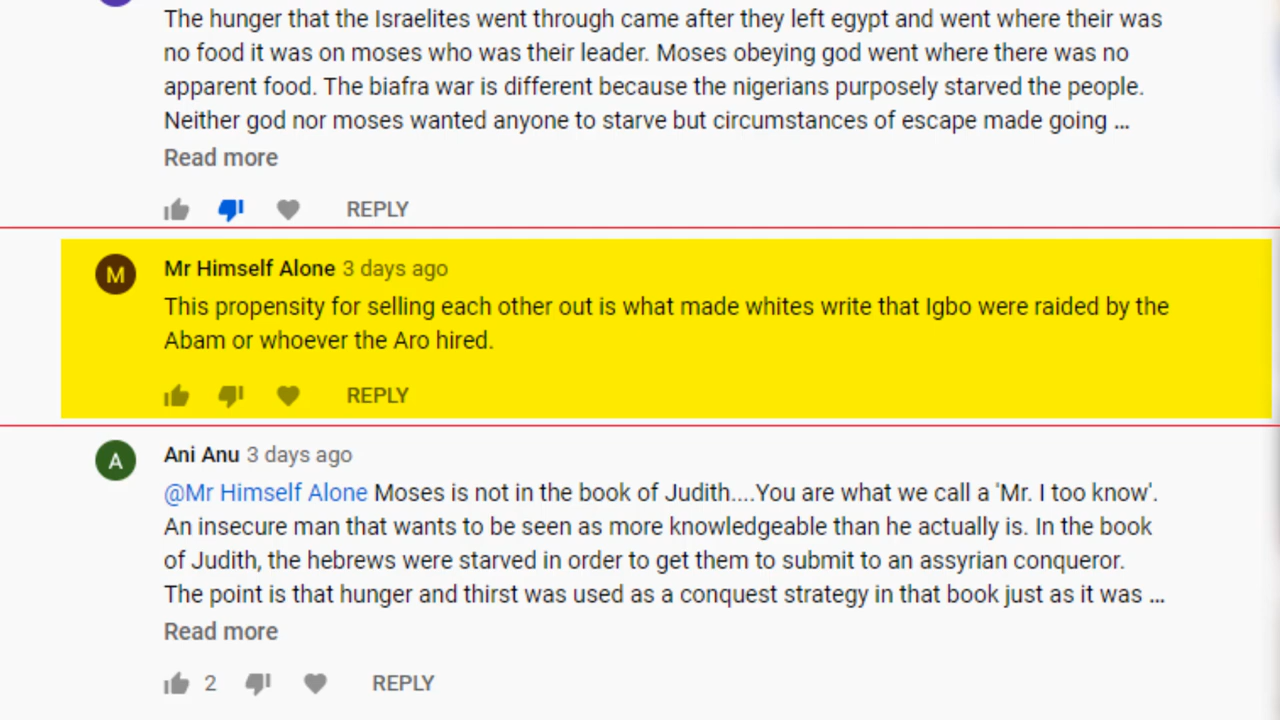 The hunger that the Israelites went through came after they left egypt and went where their was
no food it was on moses who was their leader. Moses obeying god went where there was no
apparent food. The biafra war is different because the nigerians purposely starved the people.
Neither god nor moses wanted anyone to starve but circumstances of escape made going ...
Read more
REPLY
M
Mr Himself Alone 3 days ago
This propensity for selling each other out is what made whites write that Igbo were raided by the
Abam or whoever the Aro hired.
REPLY
A
Ani Anu 3 days ago
@Mr Himself Alone Moses is not in the book of Judith....You are what we call a 'Mr. I too know'.
An insecure man that wants to be seen as more knowledgeable than he actually is. In the book
of Judith, the hebrews were starved in order to get them to submit to an assyrian conqueror.
The point is that hunger and thirst was used as a conquest strategy in that book just as it was ...
Read more
2 REPLY